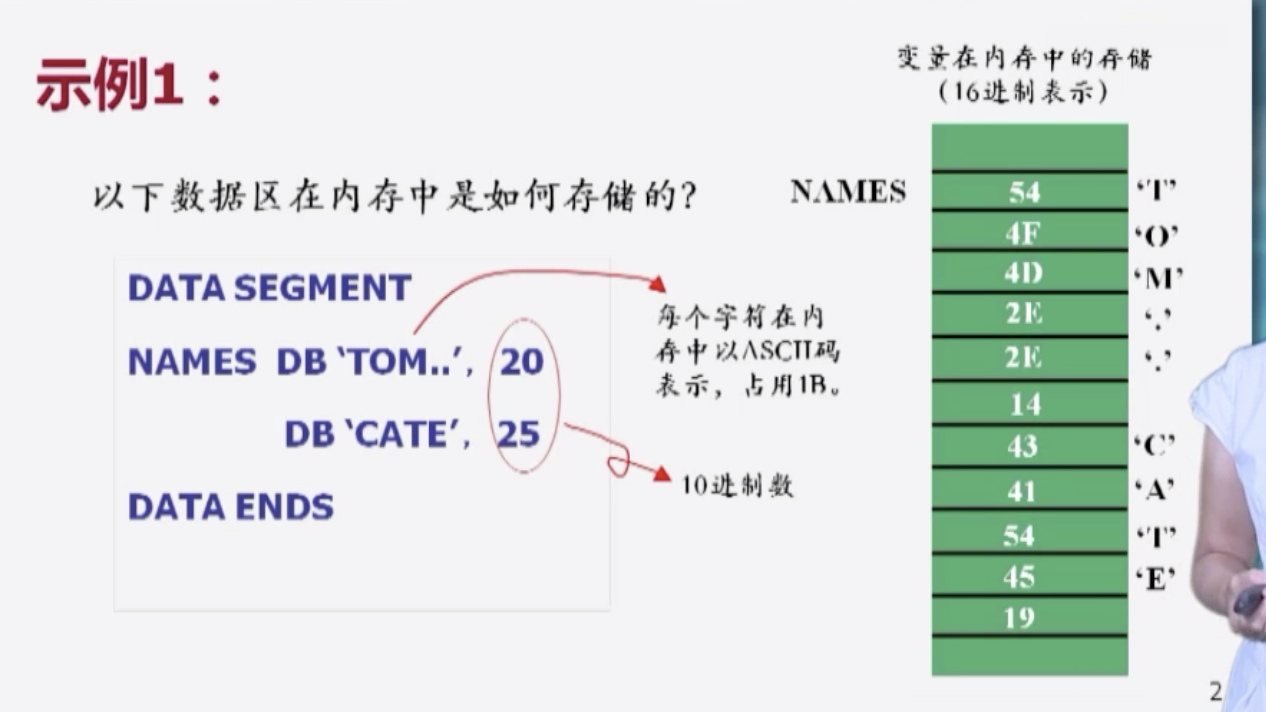 示例1：
以下数据区在内存中是如何存储的?
DATA SEGMENT
NAMES DB ‘TOM..’, 20
DB ‘CATE’, 25
DATA ENDS
每个字符在内
存中以ASCII码
表示，占用1B。
10进制数
变量在内存中的存储
(16进制表示)
NAMES 54 ‘T’
4F ‘O’
4D ‘M’
2E ‘.’
2E ‘.’
14
43 ‘C’
41 ‘A’
54 ‘T’
45 ‘E’
19
2